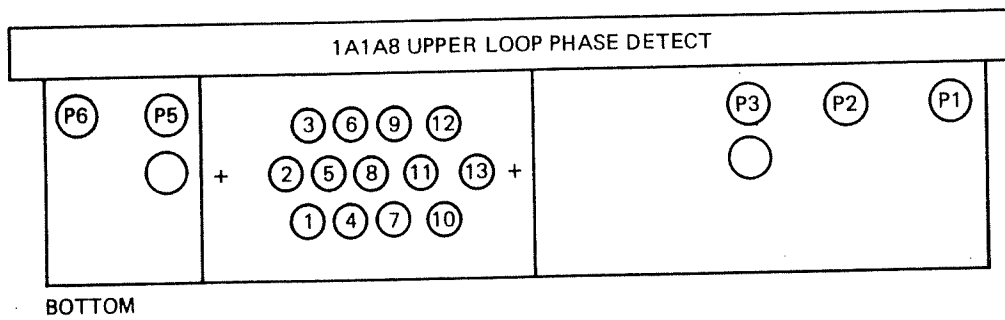 1A1A8 UPPER LOOP PHASE DETECT
P6 P5 3 6 9 12 P3 P2 P1
+ 2 5 8 11 13 +
1 4 7 10
BOTTOM